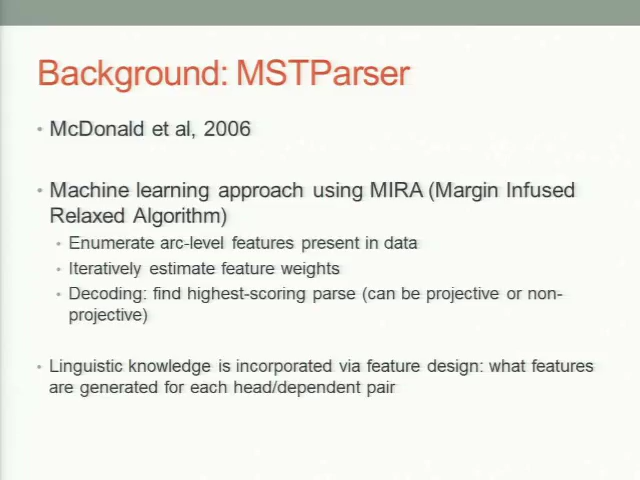 Background: MSTParser
• McDonald et al, 2006
• Machine learning approach using MIRA (Margin Infused
Relaxed Algorithm)
• Enumerate arc-level features present in data
• Iteratively estimate feature weights
• Decoding: find highest-scoring parse (can be projective or non-
projective)
• Linguistic knowledge is incorporated via feature design: what features
are generated for each head/dependent pair